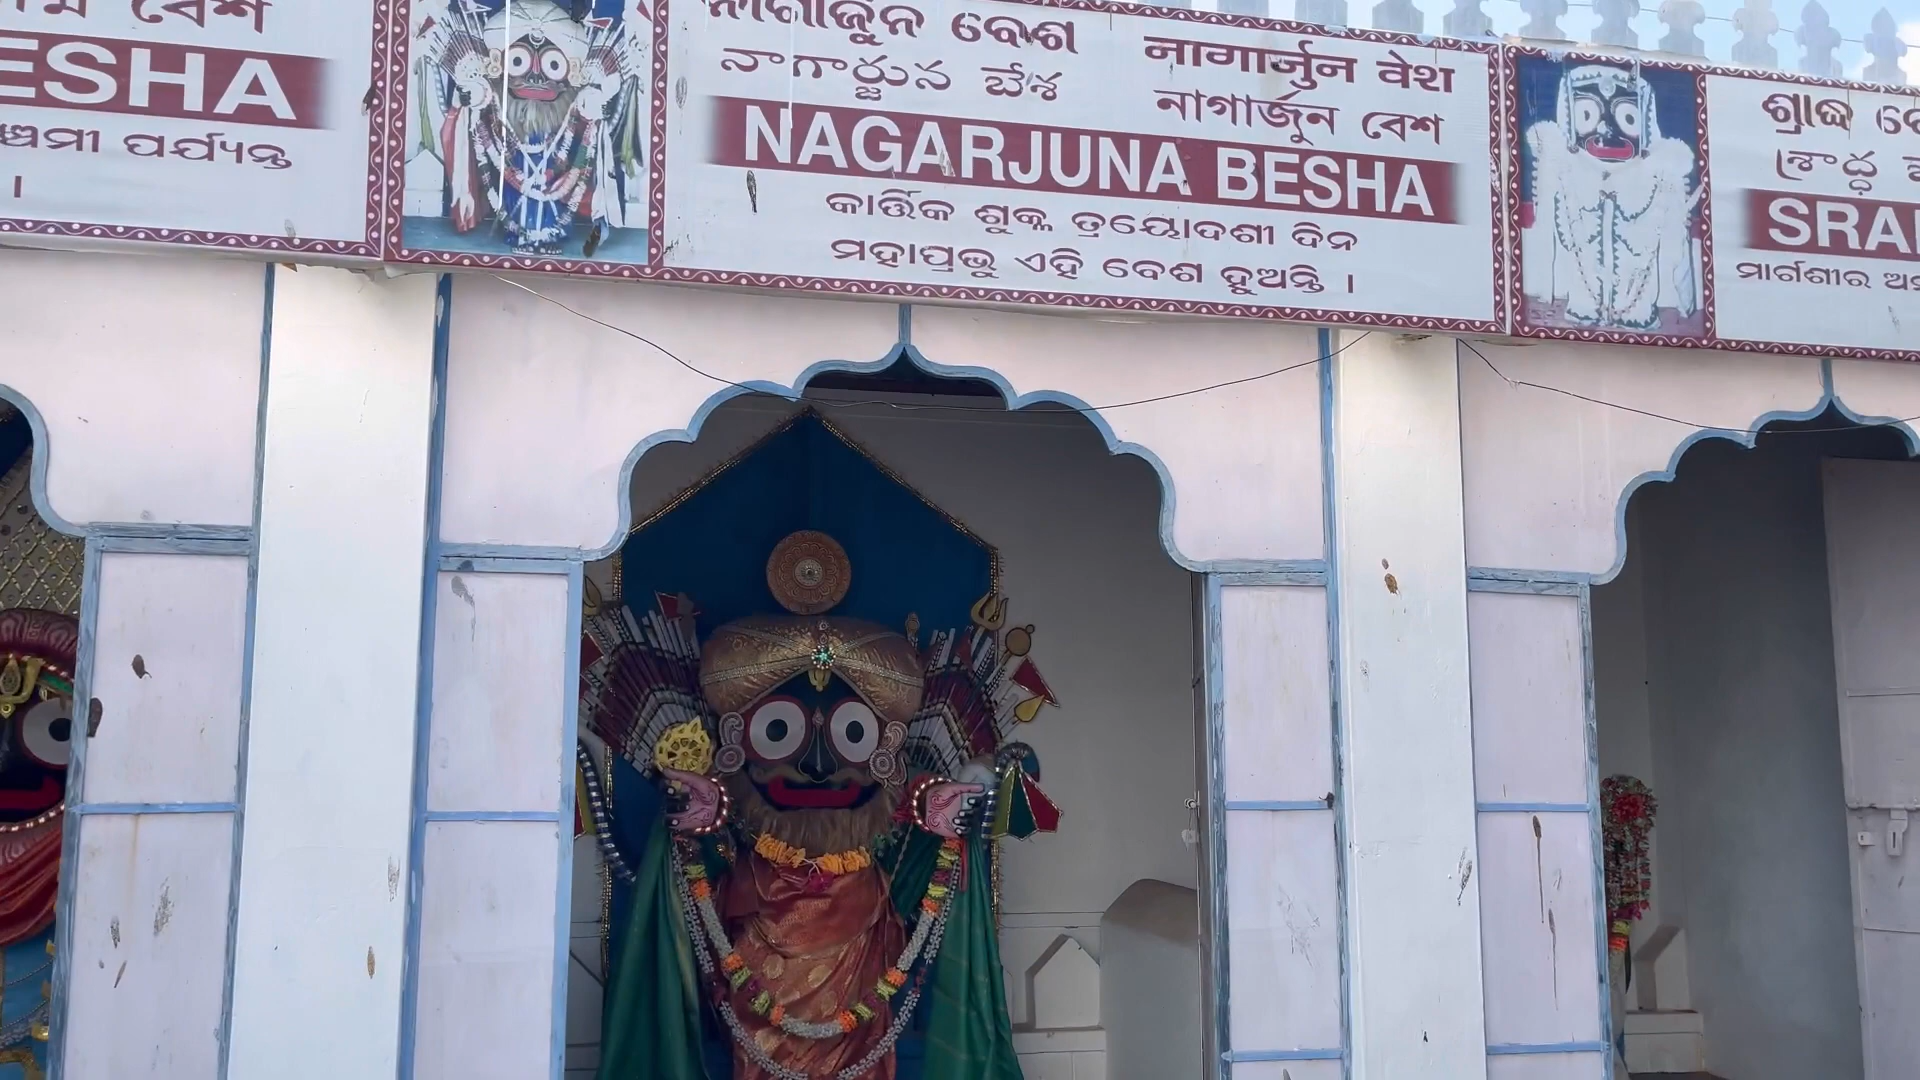 ବେଶ
ESHA
ପର୍ଯ୍ୟନ୍ତ
।
ନାଗାର୍ଜୁନ ବେଶ
नागार्जुन वेश
నాగార్జున బేశ
নাগার্জুন বেশ
NAGARJUNA BESHA
କାର୍ତ୍ତିକ ଶୁକ୍ଳ ତ୍ରୟୋଦଶୀ ଦିନ
ମହାପ୍ରଭୁ ଏହି ବେଶ ହୁଅନ୍ତି ।
ଶ୍ରାଦ୍ଧ
SRA
ମାର୍ଗଶୀର